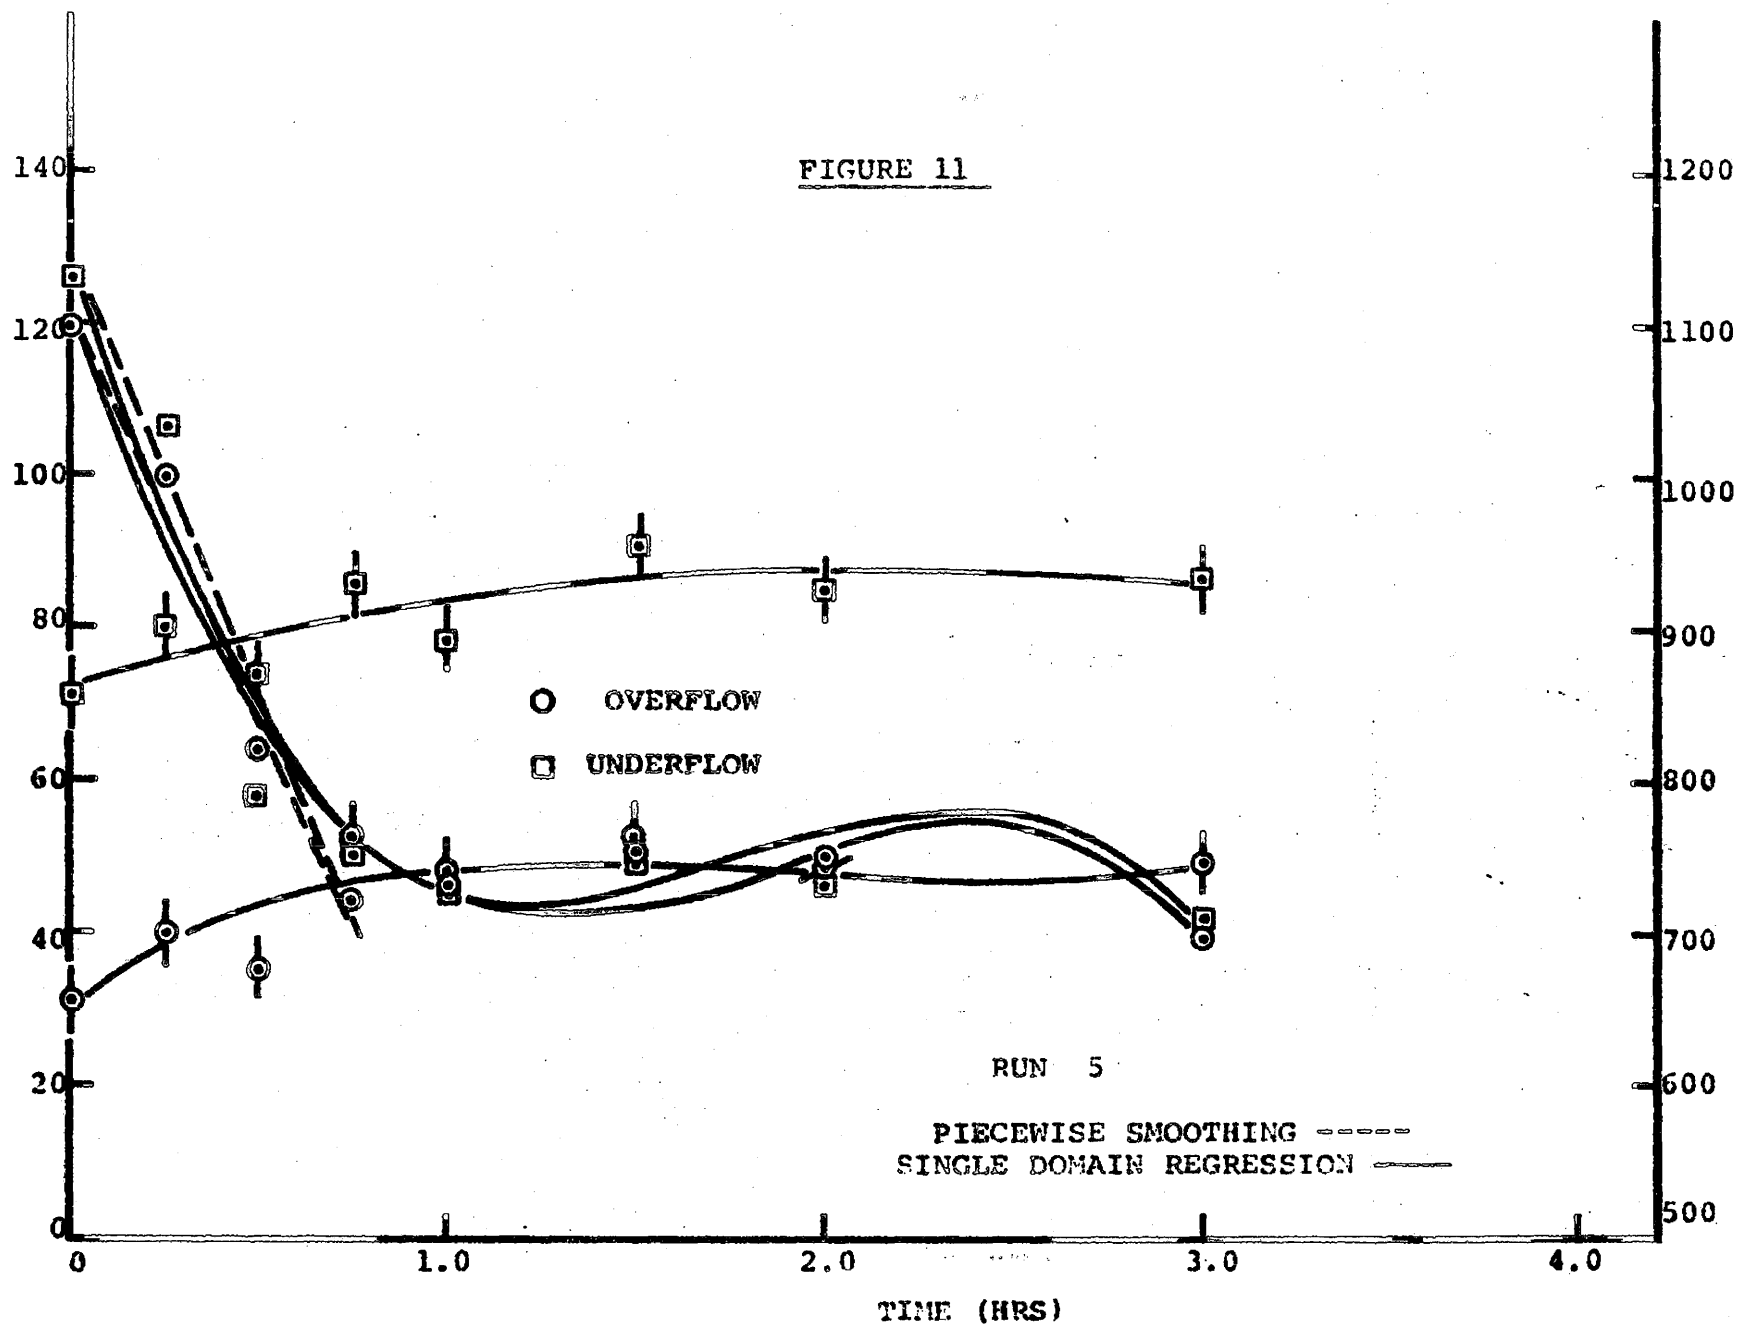 FIGURE 11
140
120
100
80
60
40
20
0
1200
1100
1000
900
800
700
600
500
OVERFLOW
UNDERFLOW
RUN 5
PIECEWISE SMOOTHING
SINGLE DOMAIN REGRESSION
0 1.0 2.0 3.0 4.0
TIME (HRS)